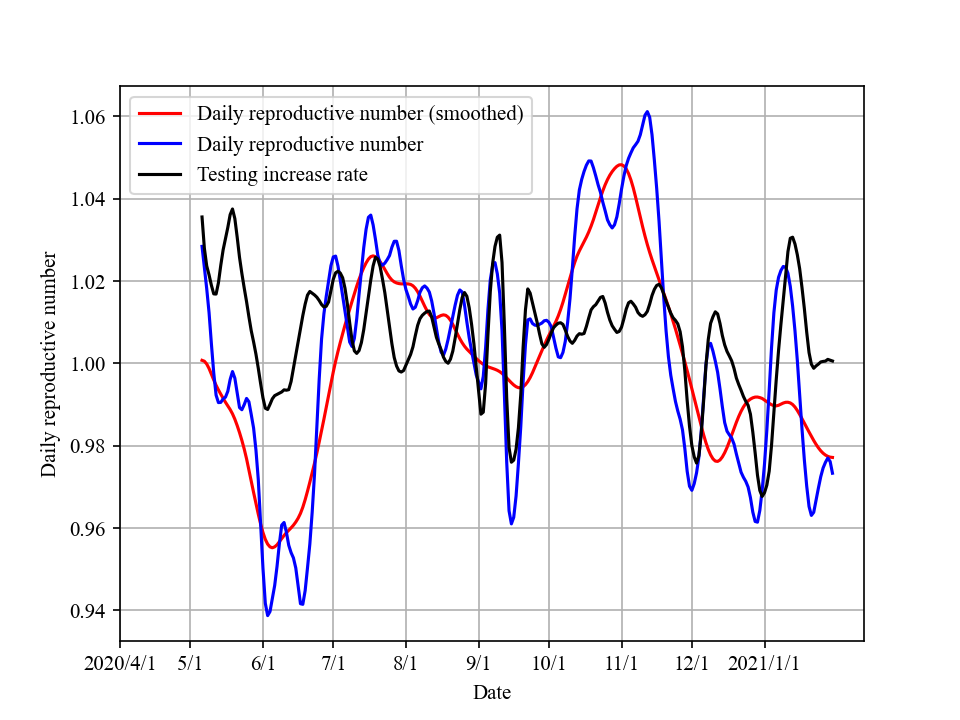 Daily reproductive number (smoothed)
Daily reproductive number
Testing increase rate
1.06
1.04
1.02
1.00
0.98
0.96
0.94
Daily reproductive number
2020/4/1 5/1 6/1 7/1 8/1 9/1 10/1 11/1 12/1 2021/1/1
Date